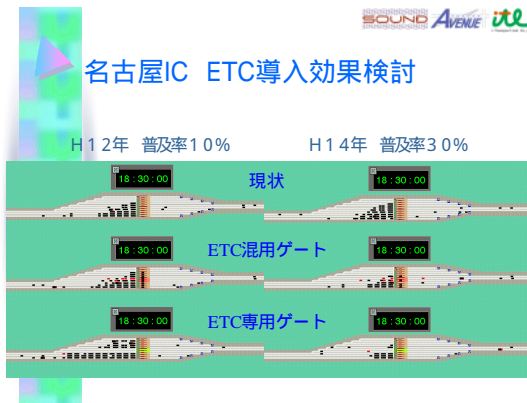 SOUND AVENUE itl
名古屋IC ETC導入効果検討
H12年 普及率10%
H14年 普及率30%
18:30:00
現状
18:30:00
18:30:00
ETC混用ゲート
18:30:00
18:30:00
ETC専用ゲート
18:30:00